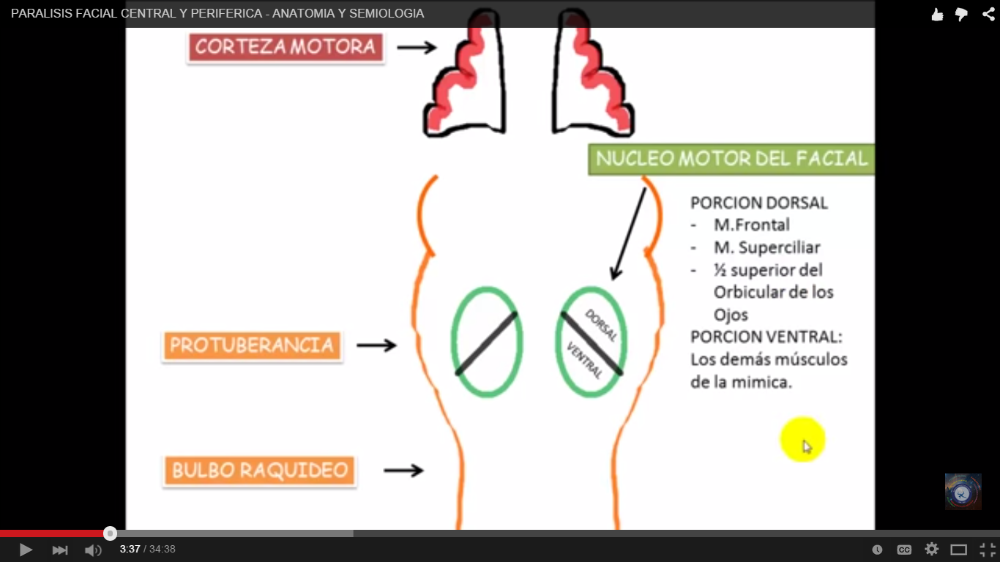 PARALISIS FACIAL CENTRAL Y PERIFERICA - ANATOMIA Y SEMIOLOGIA
CORTEZA MOTORA
NUCLEO MOTOR DEL FACIAL
PORCION DORSAL
- M.Frontal
- M. Superciliar
- ½ superior del
Orbicular de los
Ojos
PORCION VENTRAL:
Los demás músculos
de la mimica.
DORSAL
VENTRAL
PROTUBERANCIA
BULBO RAQUIDEO
3:37 / 34:38
CC